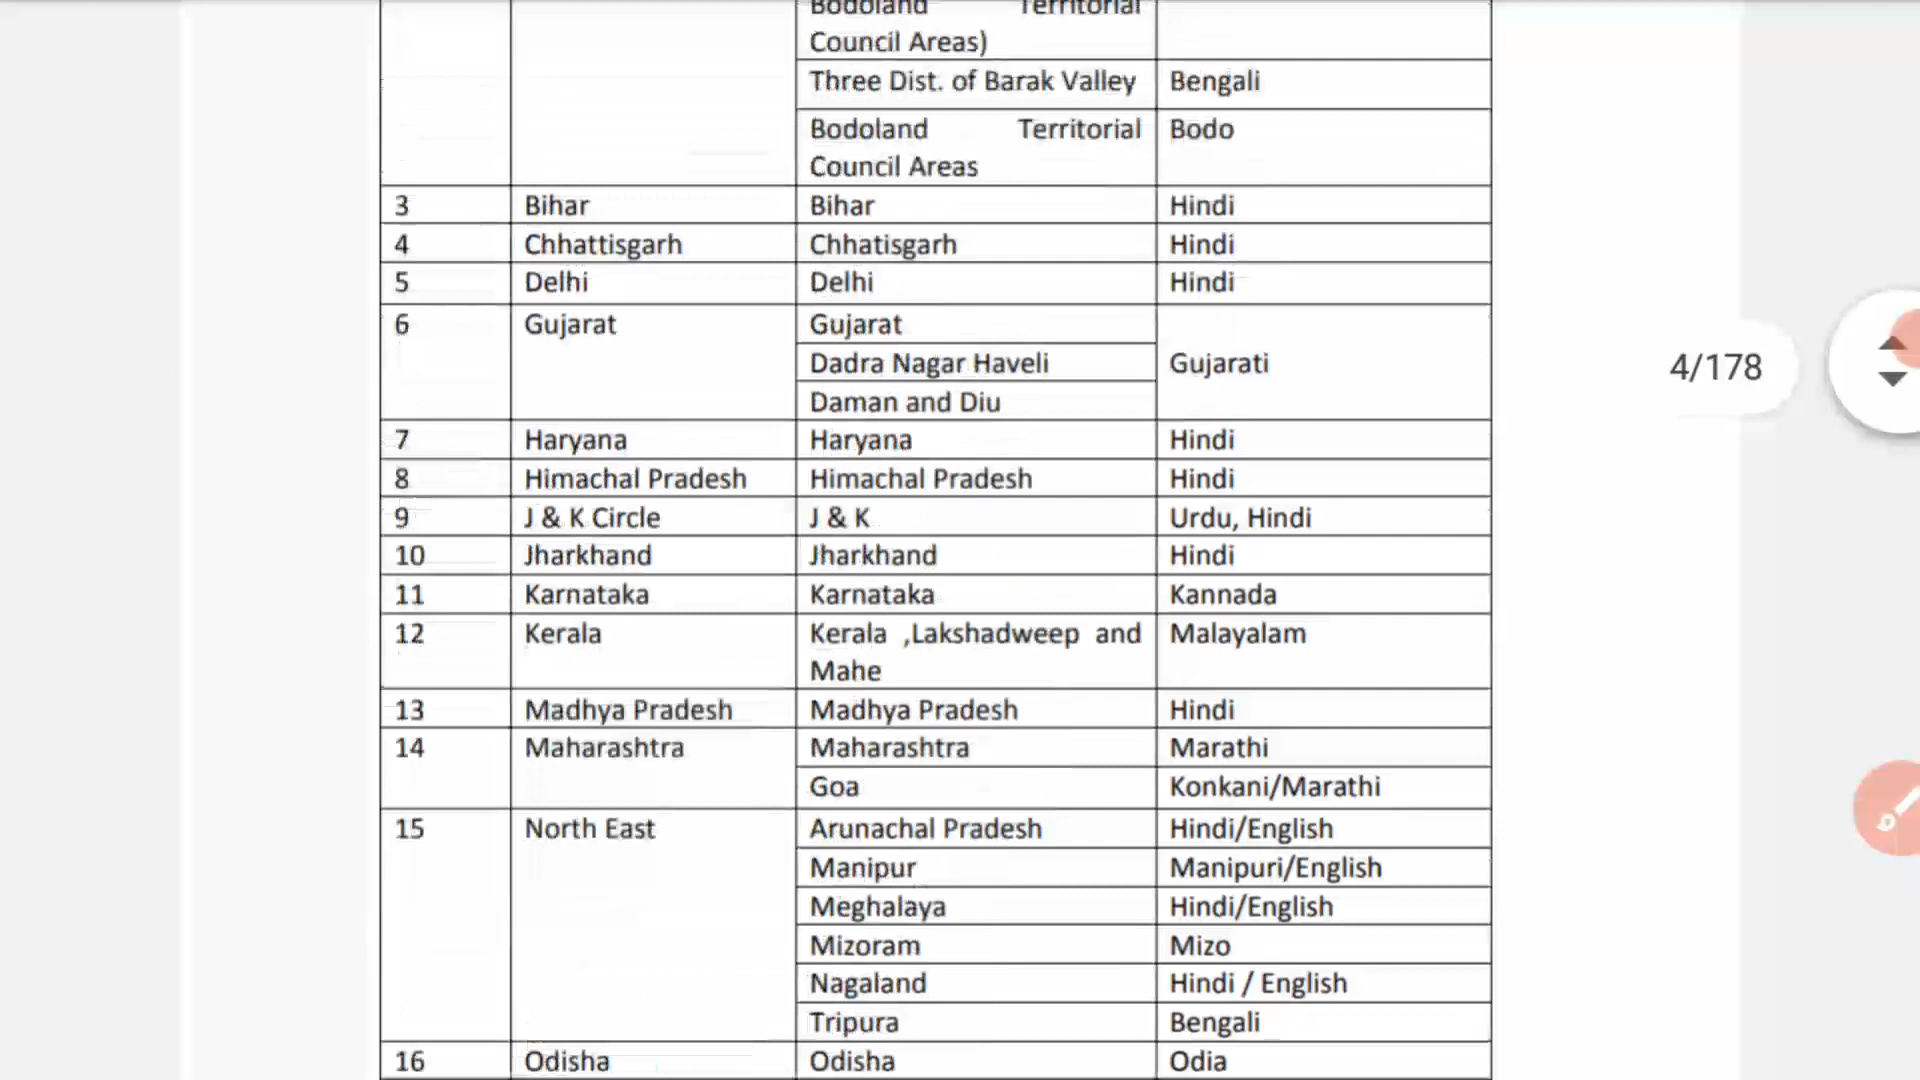 Bodoland Territorial
Council Areas)
Three Dist. of Barak Valley Bengali
Bodoland Territorial Bodo
Council Areas
3 Bihar Bihar Hindi
4 Chhattisgarh Chhatisgarh Hindi
5 Delhi Delhi Hindi
6 Gujarat Gujarat
Dadra Nagar Haveli Gujarati
Daman and Diu
7 Haryana Haryana Hindi
8 Himachal Pradesh Himachal Pradesh Hindi
9 J & K Circle J & K Urdu, Hindi
10 Jharkhand Jharkhand Hindi
11 Karnataka Karnataka Kannada
12 Kerala Kerala ,Lakshadweep and Malayalam
Mahe
13 Madhya Pradesh Madhya Pradesh Hindi
14 Maharashtra Maharashtra Marathi
Goa Konkani/Marathi
15 North East Arunachal Pradesh Hindi/English
Manipur Manipuri/English
Meghalaya Hindi/English
Mizoram Mizo
Nagaland Hindi / English
Tripura Bengali
16 Odisha Odisha Odia
4/178